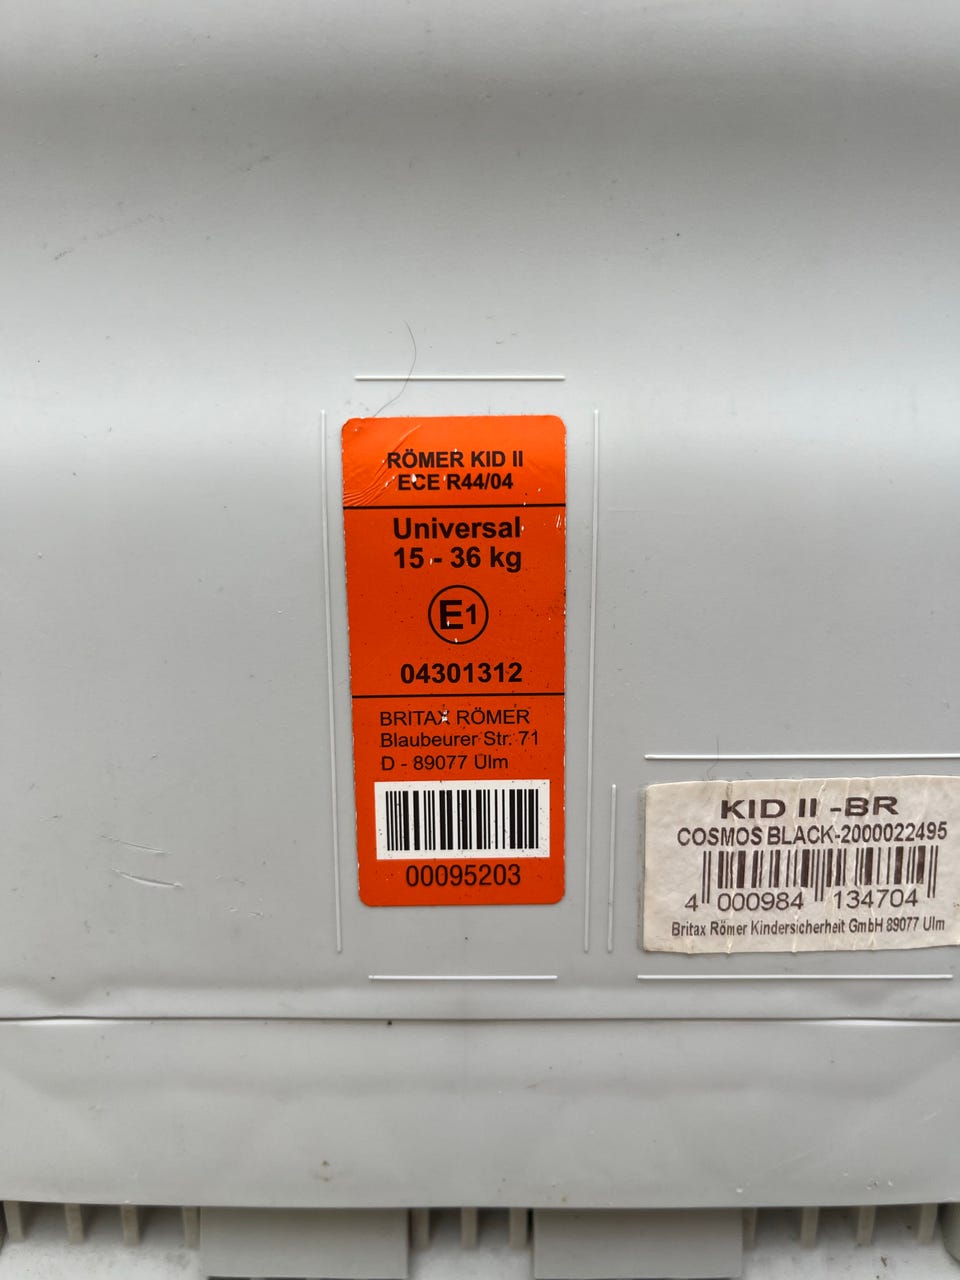 RÖMER KID II
ECE R44/04
Universal
15 - 36 kg
E1
04301312
BRITAX RÖMER
Blaubeurer Str. 71
D - 89077 Ulm
00095203
KID II -BR
COSMOS BLACK-2000022495
4 000984 134704
Britax Römer Kindersicherheit GmbH 89077 Ulm